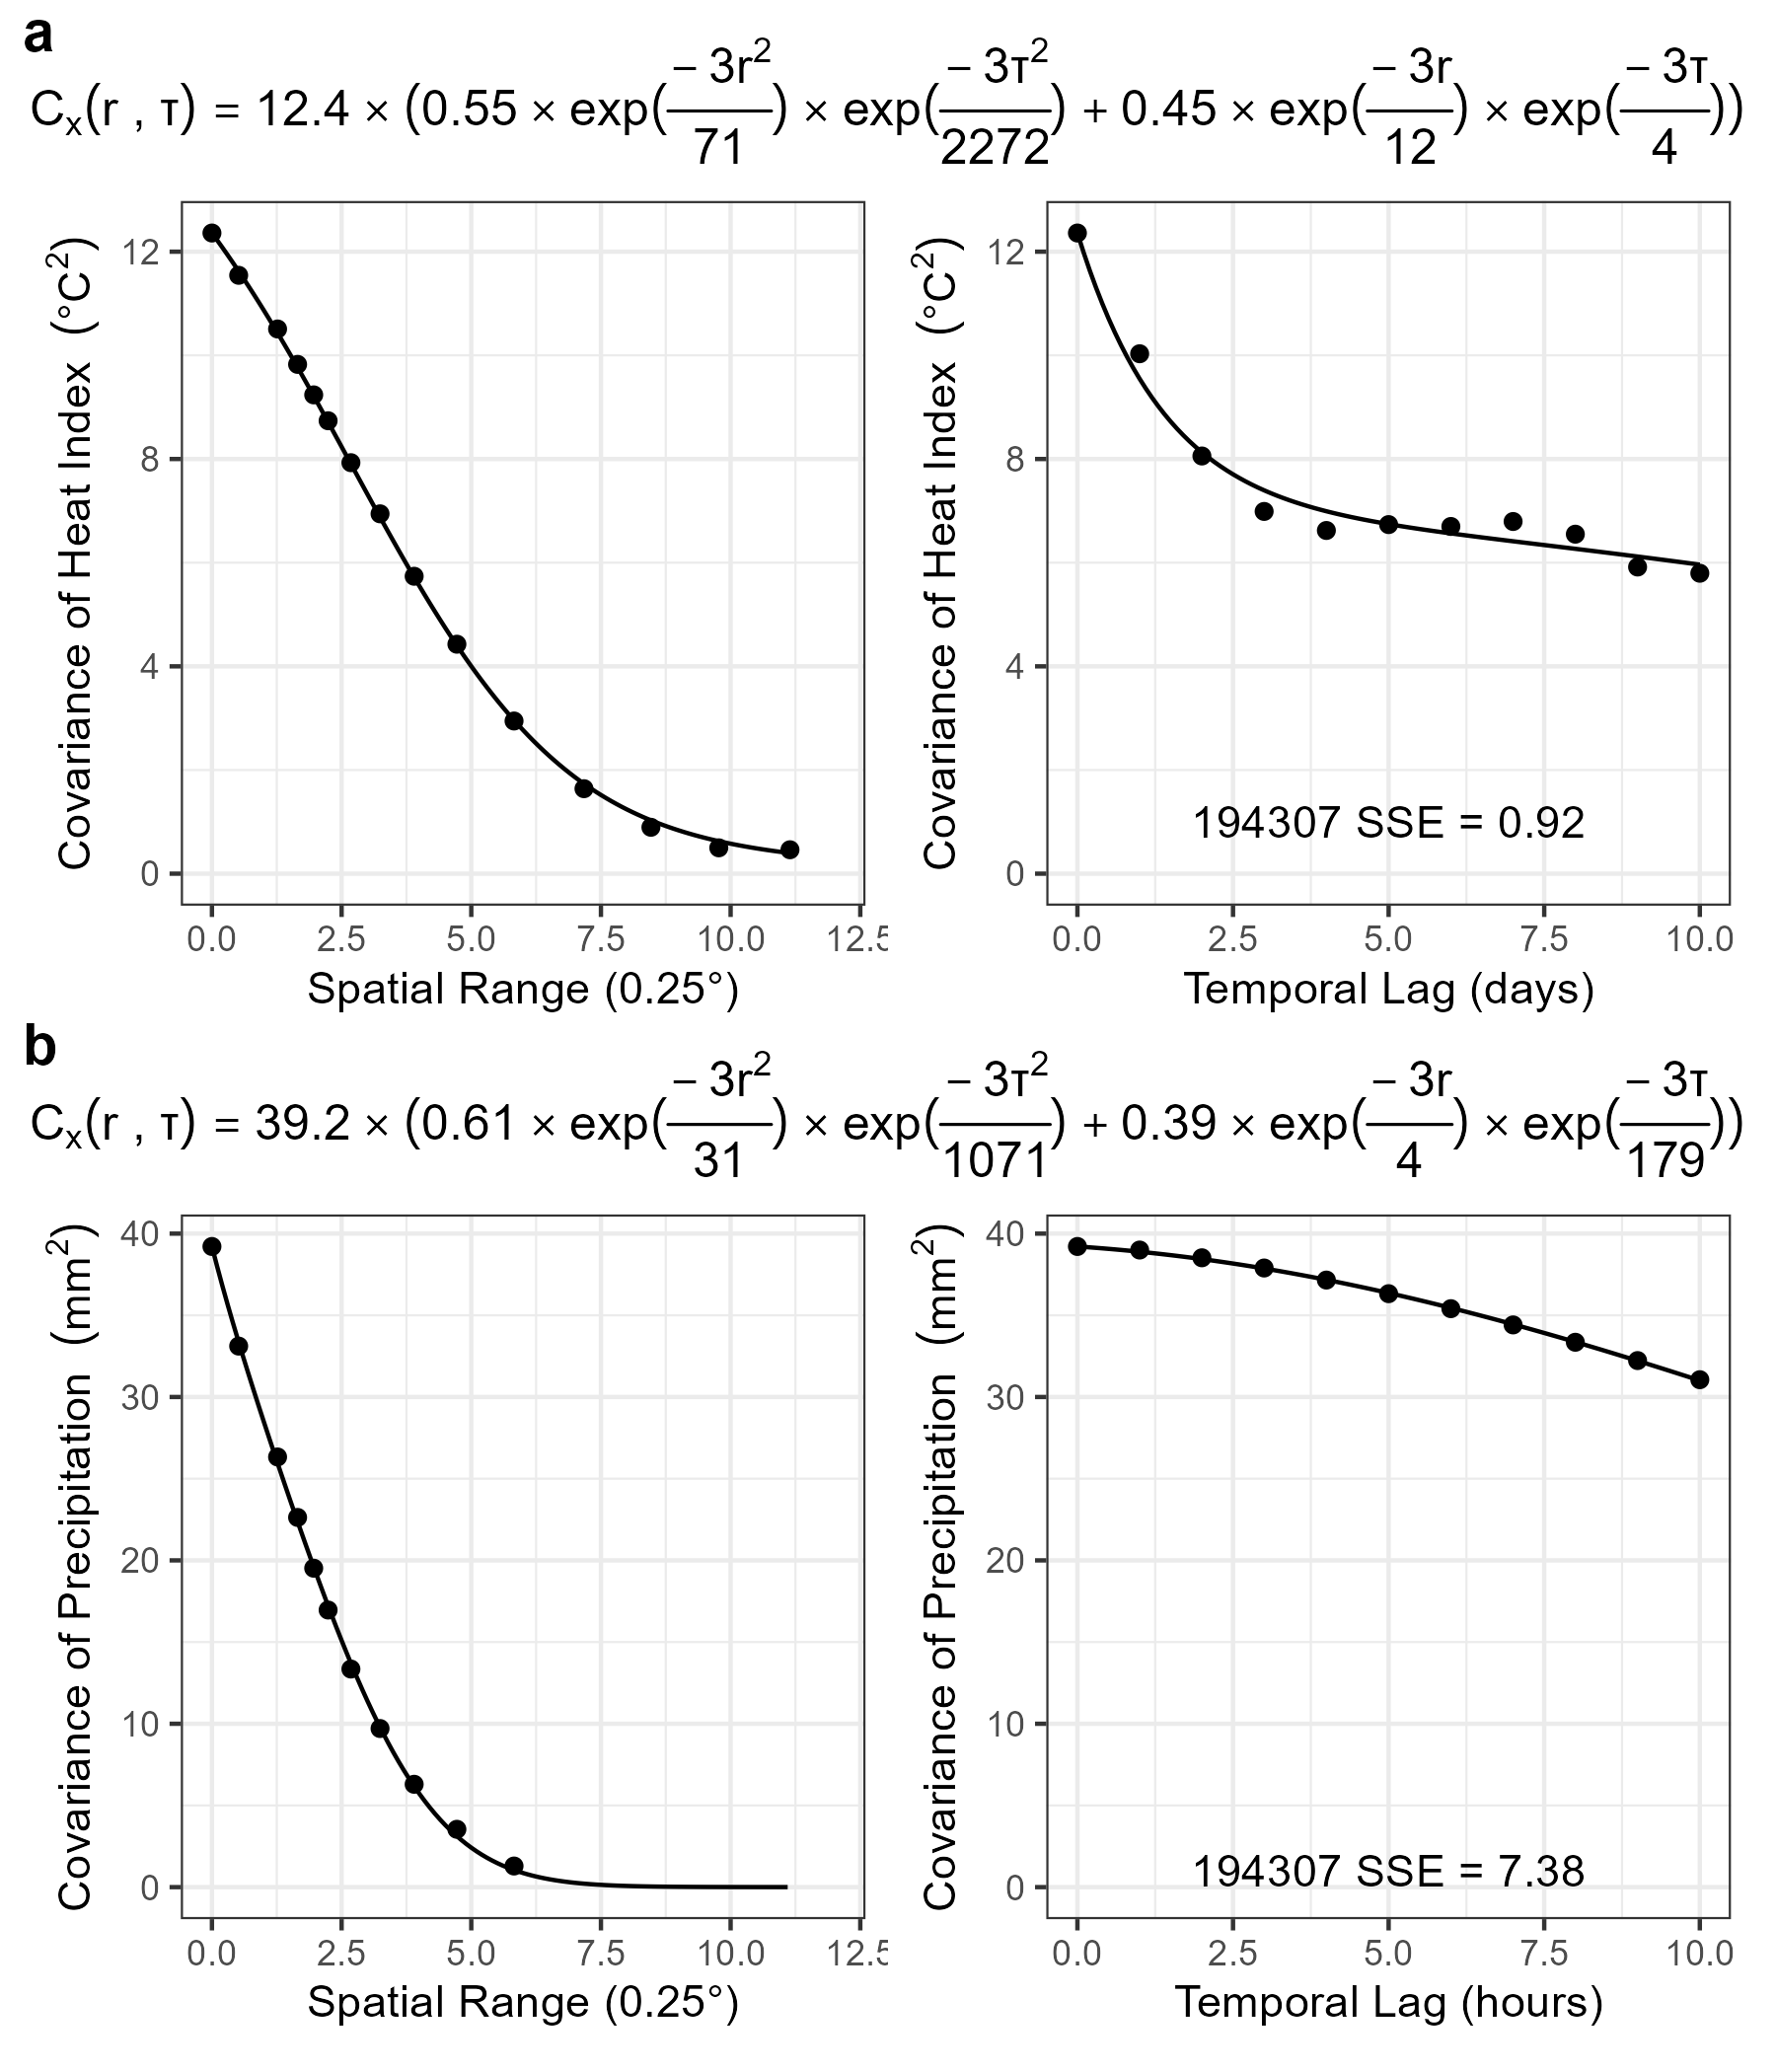 a
Cₓ(r , τ) = 12.4 × (0.55 × exp(− 3r²/71) × exp(− 3τ²/2272) + 0.45 × exp(− 3r/12) × exp(− 3τ/4))
Covariance of Heat Index (°C²)
12
8
4
0
0.0 2.5 5.0 7.5 10.0 12.5
Spatial Range (0.25°)
Covariance of Heat Index (°C²)
12
8
4
0
194307 SSE = 0.92
0.0 2.5 5.0 7.5 10.0
Temporal Lag (days)
b
Cₓ(r , τ) = 39.2 × (0.61 × exp(− 3r²/31) × exp(− 3τ²/1071) + 0.39 × exp(− 3r/4) × exp(− 3τ/179))
Covariance of Precipitation (mm²)
40
30
20
10
0
0.0 2.5 5.0 7.5 10.0 12.5
Spatial Range (0.25°)
Covariance of Precipitation (mm²)
40
30
20
10
0
194307 SSE = 7.38
0.0 2.5 5.0 7.5 10.0
Temporal Lag (hours)